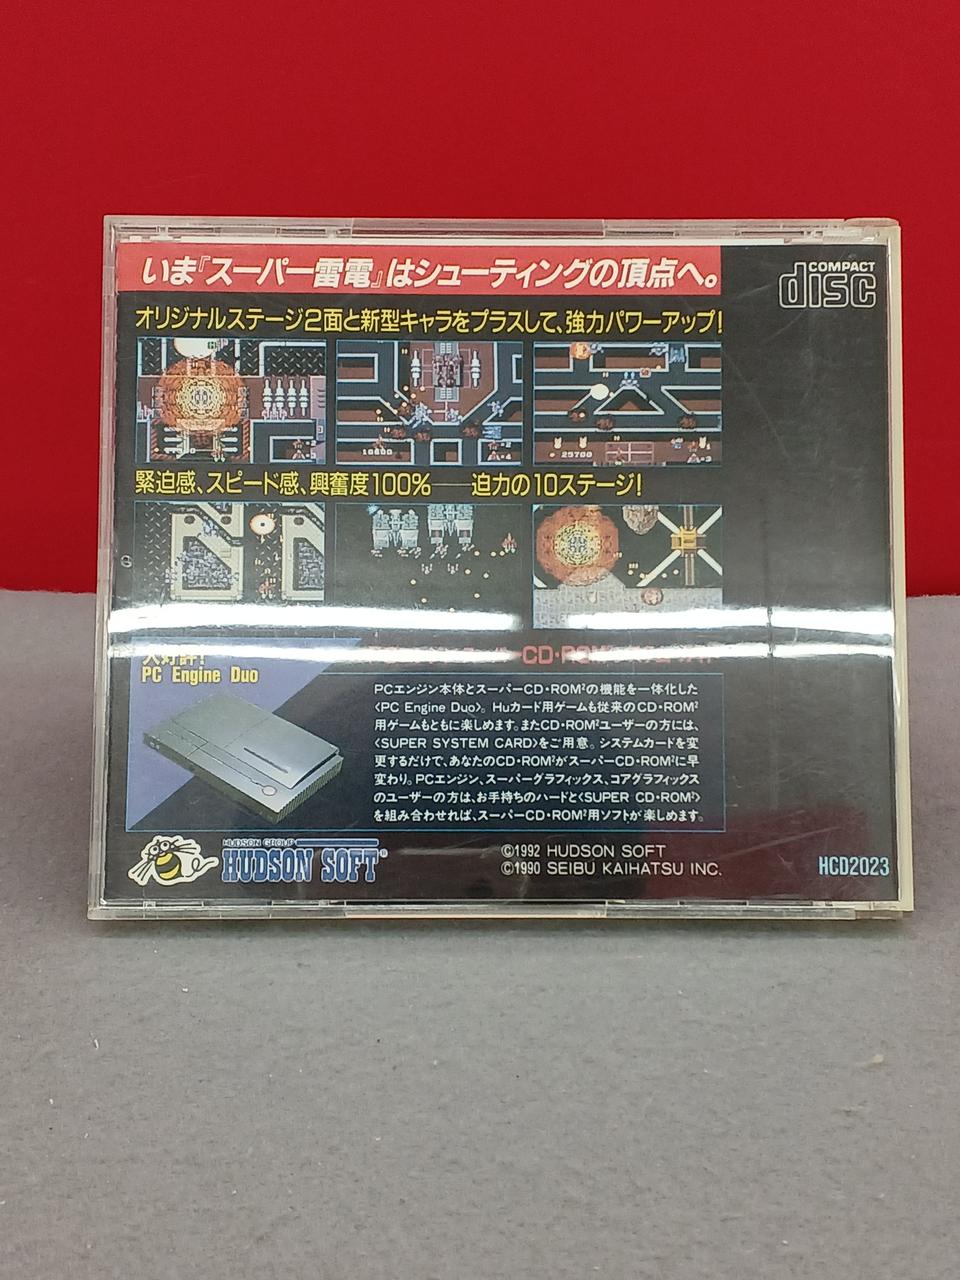 いま『スーパー雷電』はシューティングの頂点へ。
COMPACT
disc
オリジナルステージ2面と新型キャラをプラスして、強力パワーアップ!
10800
25700
緊迫感、スピード感、興奮度100%──迫力の10ステージ!
大好評!
PC Engine Duo
CD・ROM²
PCエンジン本体とスーパーCD・ROM²の機能を一体化した
〈PC Engine Duo〉。Huカード用ゲームも従来のCD・ROM²
用ゲームもともに楽しめます。またCD・ROM²ユーザーの方には、
〈SUPER SYSTEM CARD〉をご用意。システムカードを変
更するだけで、あなたのCD・ROM²がスーパーCD・ROM²に早
変わり。PCエンジン、スーパーグラフィックス、コアグラフィックス
のユーザーの方は、お手持ちのハードと〈SUPER CD・ROM²〉
を組み合わせれば、スーパーCD・ROM²用ソフトが楽しめます。
HUDSON GROUP
HUDSON SOFT®
©1992 HUDSON SOFT
©1990 SEIBU KAIHATSU INC.
HCD2023